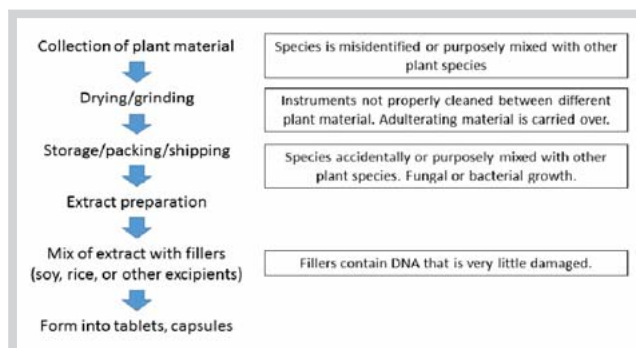 Collection of plant material
Species is misidentified or purposely mixed with other
plant species
Drying/grinding
Instruments not properly cleaned between different
plant material. Adulterating material is carried over.
Storage/packing/shipping
Species accidentally or purposely mixed with other
plant species. Fungal or bacterial growth.
Extract preparation
Mix of extract with fillers
(soy, rice, or other excipients)
Fillers contain DNA that is very little damaged.
Form into tablets, capsules